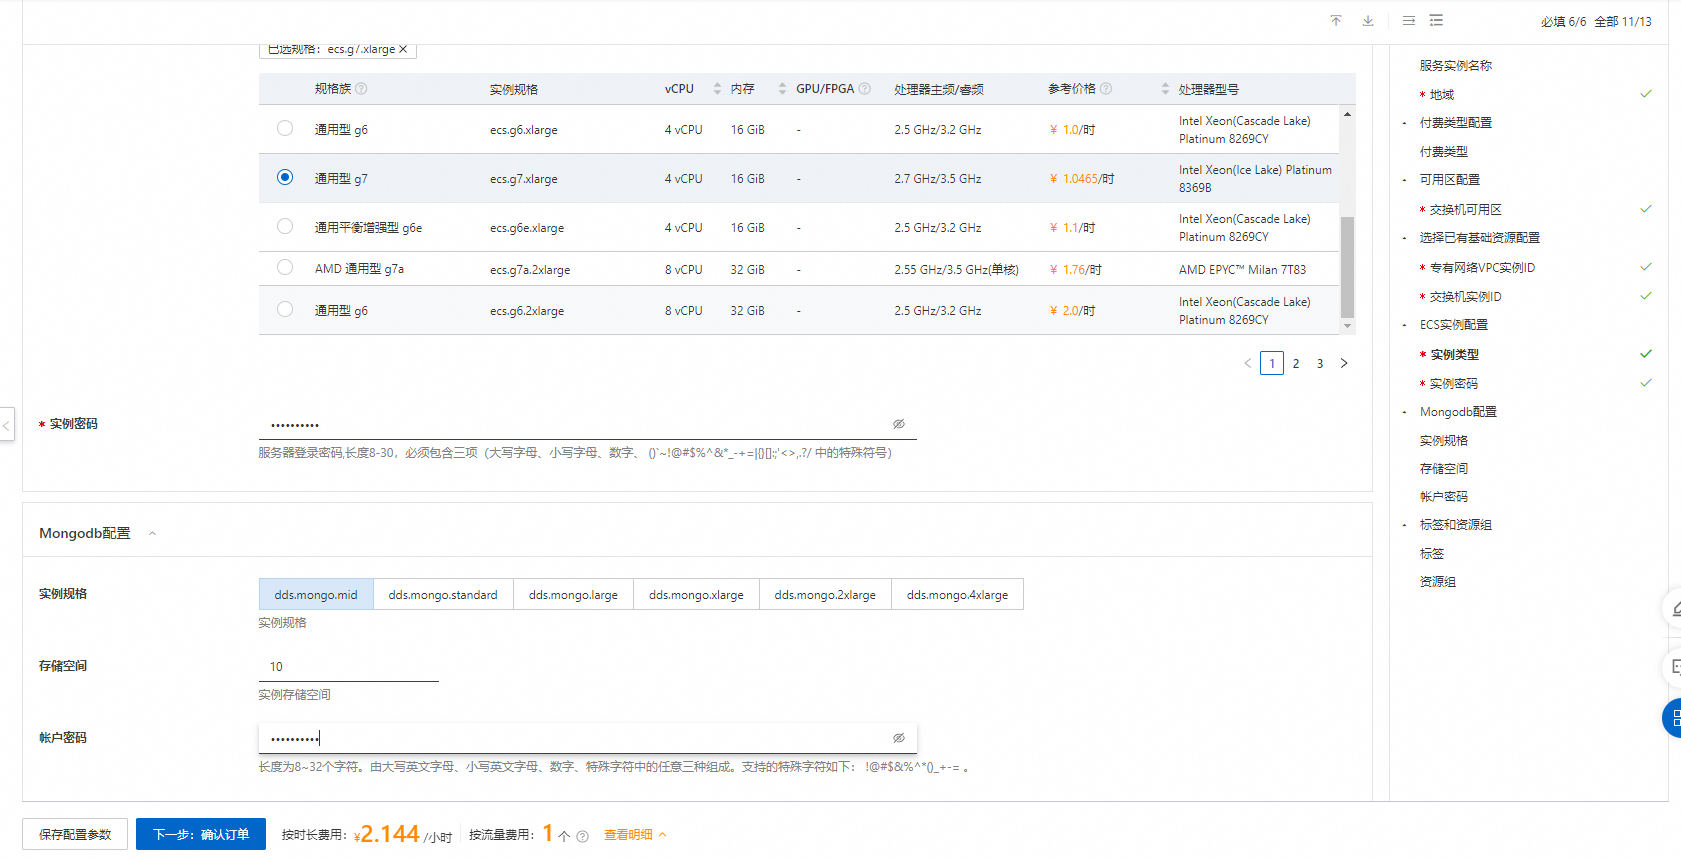 必填 6/6 全部 11/13
已选规格：ecs.g7.xlarge ×
规格族 实例规格 vCPU 内存 GPU/FPGA 处理器主频/睿频 参考价格 处理器型号
通用型 g6 ecs.g6.xlarge 4 vCPU 16 GiB - 2.5 GHz/3.2 GHz ¥ 1.0/时 Intel Xeon(Cascade Lake) Platinum 8269CY
通用型 g7 ecs.g7.xlarge 4 vCPU 16 GiB - 2.7 GHz/3.5 GHz ¥ 1.0465/时 Intel Xeon(Ice Lake) Platinum 8369B
通用平衡增强型 g6e ecs.g6e.xlarge 4 vCPU 16 GiB - 2.5 GHz/3.2 GHz ¥ 1.1/时 Intel Xeon(Cascade Lake) Platinum 8269CY
AMD 通用型 g7a ecs.g7a.2xlarge 8 vCPU 32 GiB - 2.55 GHz/3.5 GHz(单核) ¥ 1.76/时 AMD EPYC™ Milan 7T83
通用型 g6 ecs.g6.2xlarge 8 vCPU 32 GiB - 2.5 GHz/3.2 GHz ¥ 2.0/时 Intel Xeon(Cascade Lake) Platinum 8269CY
< 1 2 3 >
* 实例密码
••••••••••
服务器登录密码,长度8-30，必须包含三项（大写字母、小写字母、数字、 ()`~!@#$%^&*_-+=|{}[]:;'<>,.?/ 中的特殊符号）
Mongodb配置
实例规格
dds.mongo.mid dds.mongo.standard dds.mongo.large dds.mongo.xlarge dds.mongo.2xlarge dds.mongo.4xlarge
实例规格
存储空间
10
实例存储空间
帐户密码
••••••••••
长度为8~32个字符。由大写英文字母、小写英文字母、数字、特殊字符中的任意三种组成。支持的特殊字符如下： !@#$&%^*()_+-= 。
保存配置参数 下一步：确认订单 按时长费用： ¥2.144 /小时 按流量费用： 1 个 查看明细
服务实例名称
* 地域
付费类型配置
付费类型
可用区配置
* 交换机可用区
选择已有基础资源配置
* 专有网络VPC实例ID
* 交换机实例ID
ECS实例配置
* 实例类型
* 实例密码
Mongodb配置
实例规格
存储空间
帐户密码
标签和资源组
标签
资源组